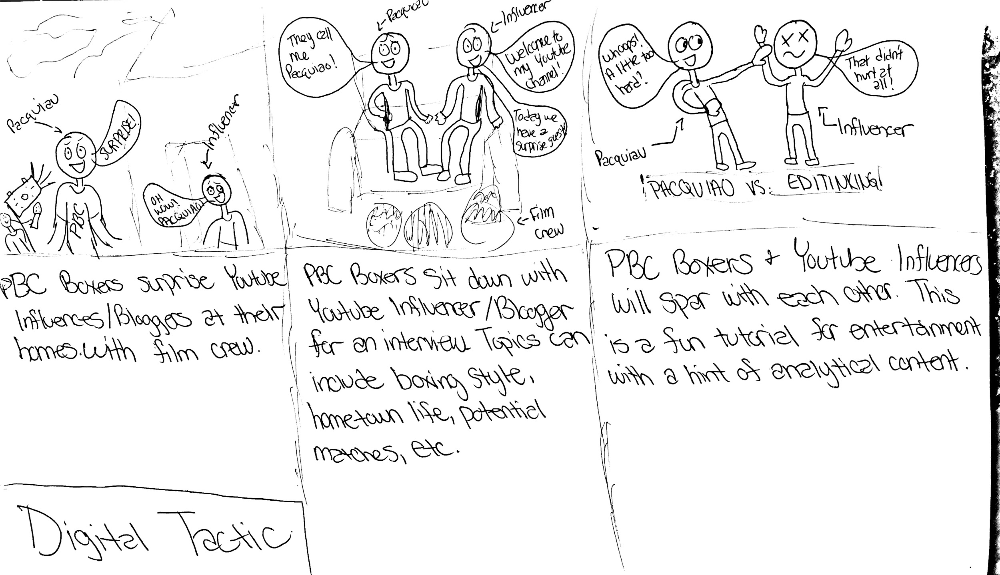 Pacquiau
SURPRISE!
Influencer
OH
WOW!
PACQUIAO!
PBC
PBC Boxers surprise Youtube
Influences/Bloggers at their
homes. with film crew.
Digital Tactic.
Pacquiau
Influencer
They call
me
Pacquiao!
Welcome to
my Youtube
channel!
Today we
have a
surprise guest!
Film
crew
PBC Boxers sit down with
Youtube Influencer/Blogger
for an interview Topics can
include boxing style,
hometown life, potential
matches, etc.
Whoops!
A little too
hard?
That didn't
hurt at
all!
Pacquiau
Influencer
¡PACQUIAO VS. EDITINKING!
PBC Boxers + Youtube Influencers
will spar with each other. This
is a fun tutorial for entertainment
with a hint of analytical content.